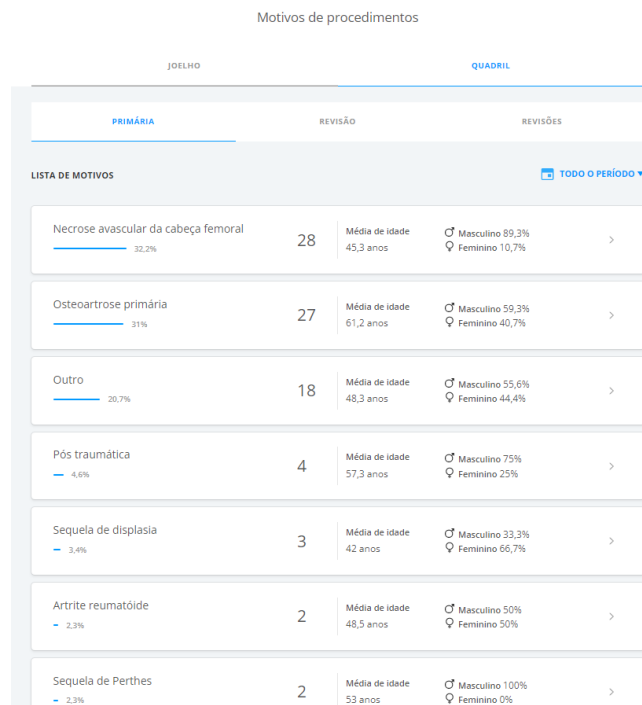 Motivos de procedimentos
JOELHO QUADRIL
PRIMÁRIA REVISÃO REVISÕES
LISTA DE MOTIVOS TODO O PERÍODO
Necrose avascular da cabeça femoral
32,2%
28
Média de idade
45,3 anos
Masculino 89,3%
Feminino 10,7%
Osteoartrose primária
31%
27
Média de idade
61,2 anos
Masculino 59,3%
Feminino 40,7%
Outro
20,7%
18
Média de idade
48,3 anos
Masculino 55,6%
Feminino 44,4%
Pós traumática
4,6%
4
Média de idade
57,3 anos
Masculino 75%
Feminino 25%
Sequela de displasia
3,4%
3
Média de idade
42 anos
Masculino 33,3%
Feminino 66,7%
Artrite reumatóide
2,3%
2
Média de idade
48,5 anos
Masculino 50%
Feminino 50%
Sequela de Perthes
2,3%
2
Média de idade
53 anos
Masculino 100%
Feminino 0%